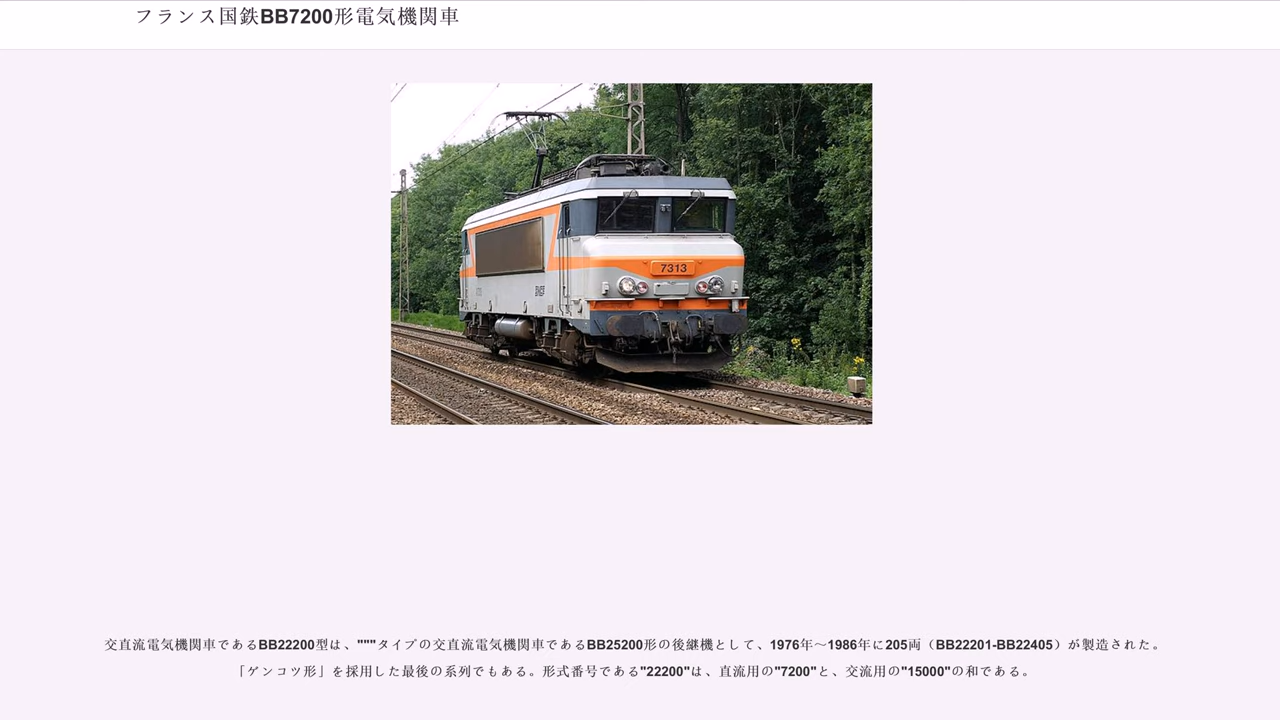 フランス国鉄BB7200形電気機関車
7313
交直流電気機関車であるBB22200型は、"""タイプの交直流電気機関車であるBB25200形の後継機として、1976年～1986年に205両（BB22201-BB22405）が製造された。
「ゲンコツ形」を採用した最後の系列でもある。形式番号である"22200"は、直流用の"7200"と、交流用の"15000"の和である。